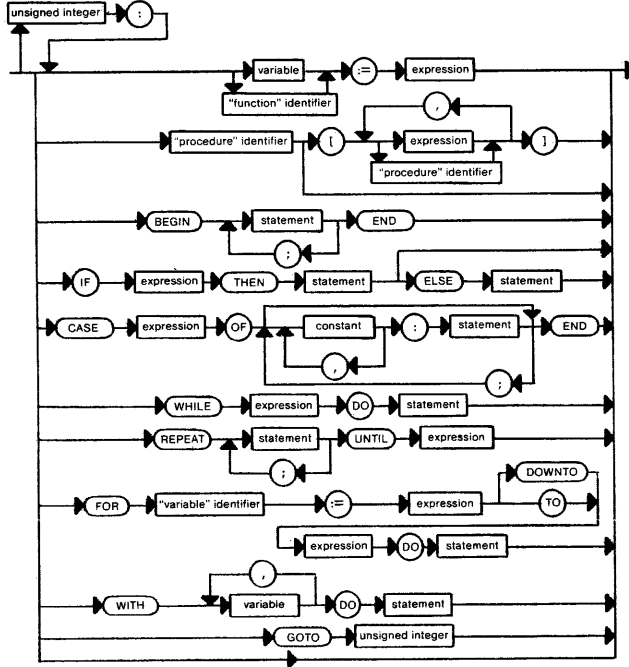 unsigned integer :
variable := expression
"function" identifier
,
"procedure" identifier [ expression ]
"procedure" identifier
BEGIN statement END
;
IF expression THEN statement ELSE statement
CASE expression OF constant : statement END
,
;
WHILE expression DO statement
REPEAT statement UNTIL expression
;
DOWNTO
FOR "variable" identifier := expression TO
expression DO statement
,
WITH variable DO statement
GOTO unsigned integer